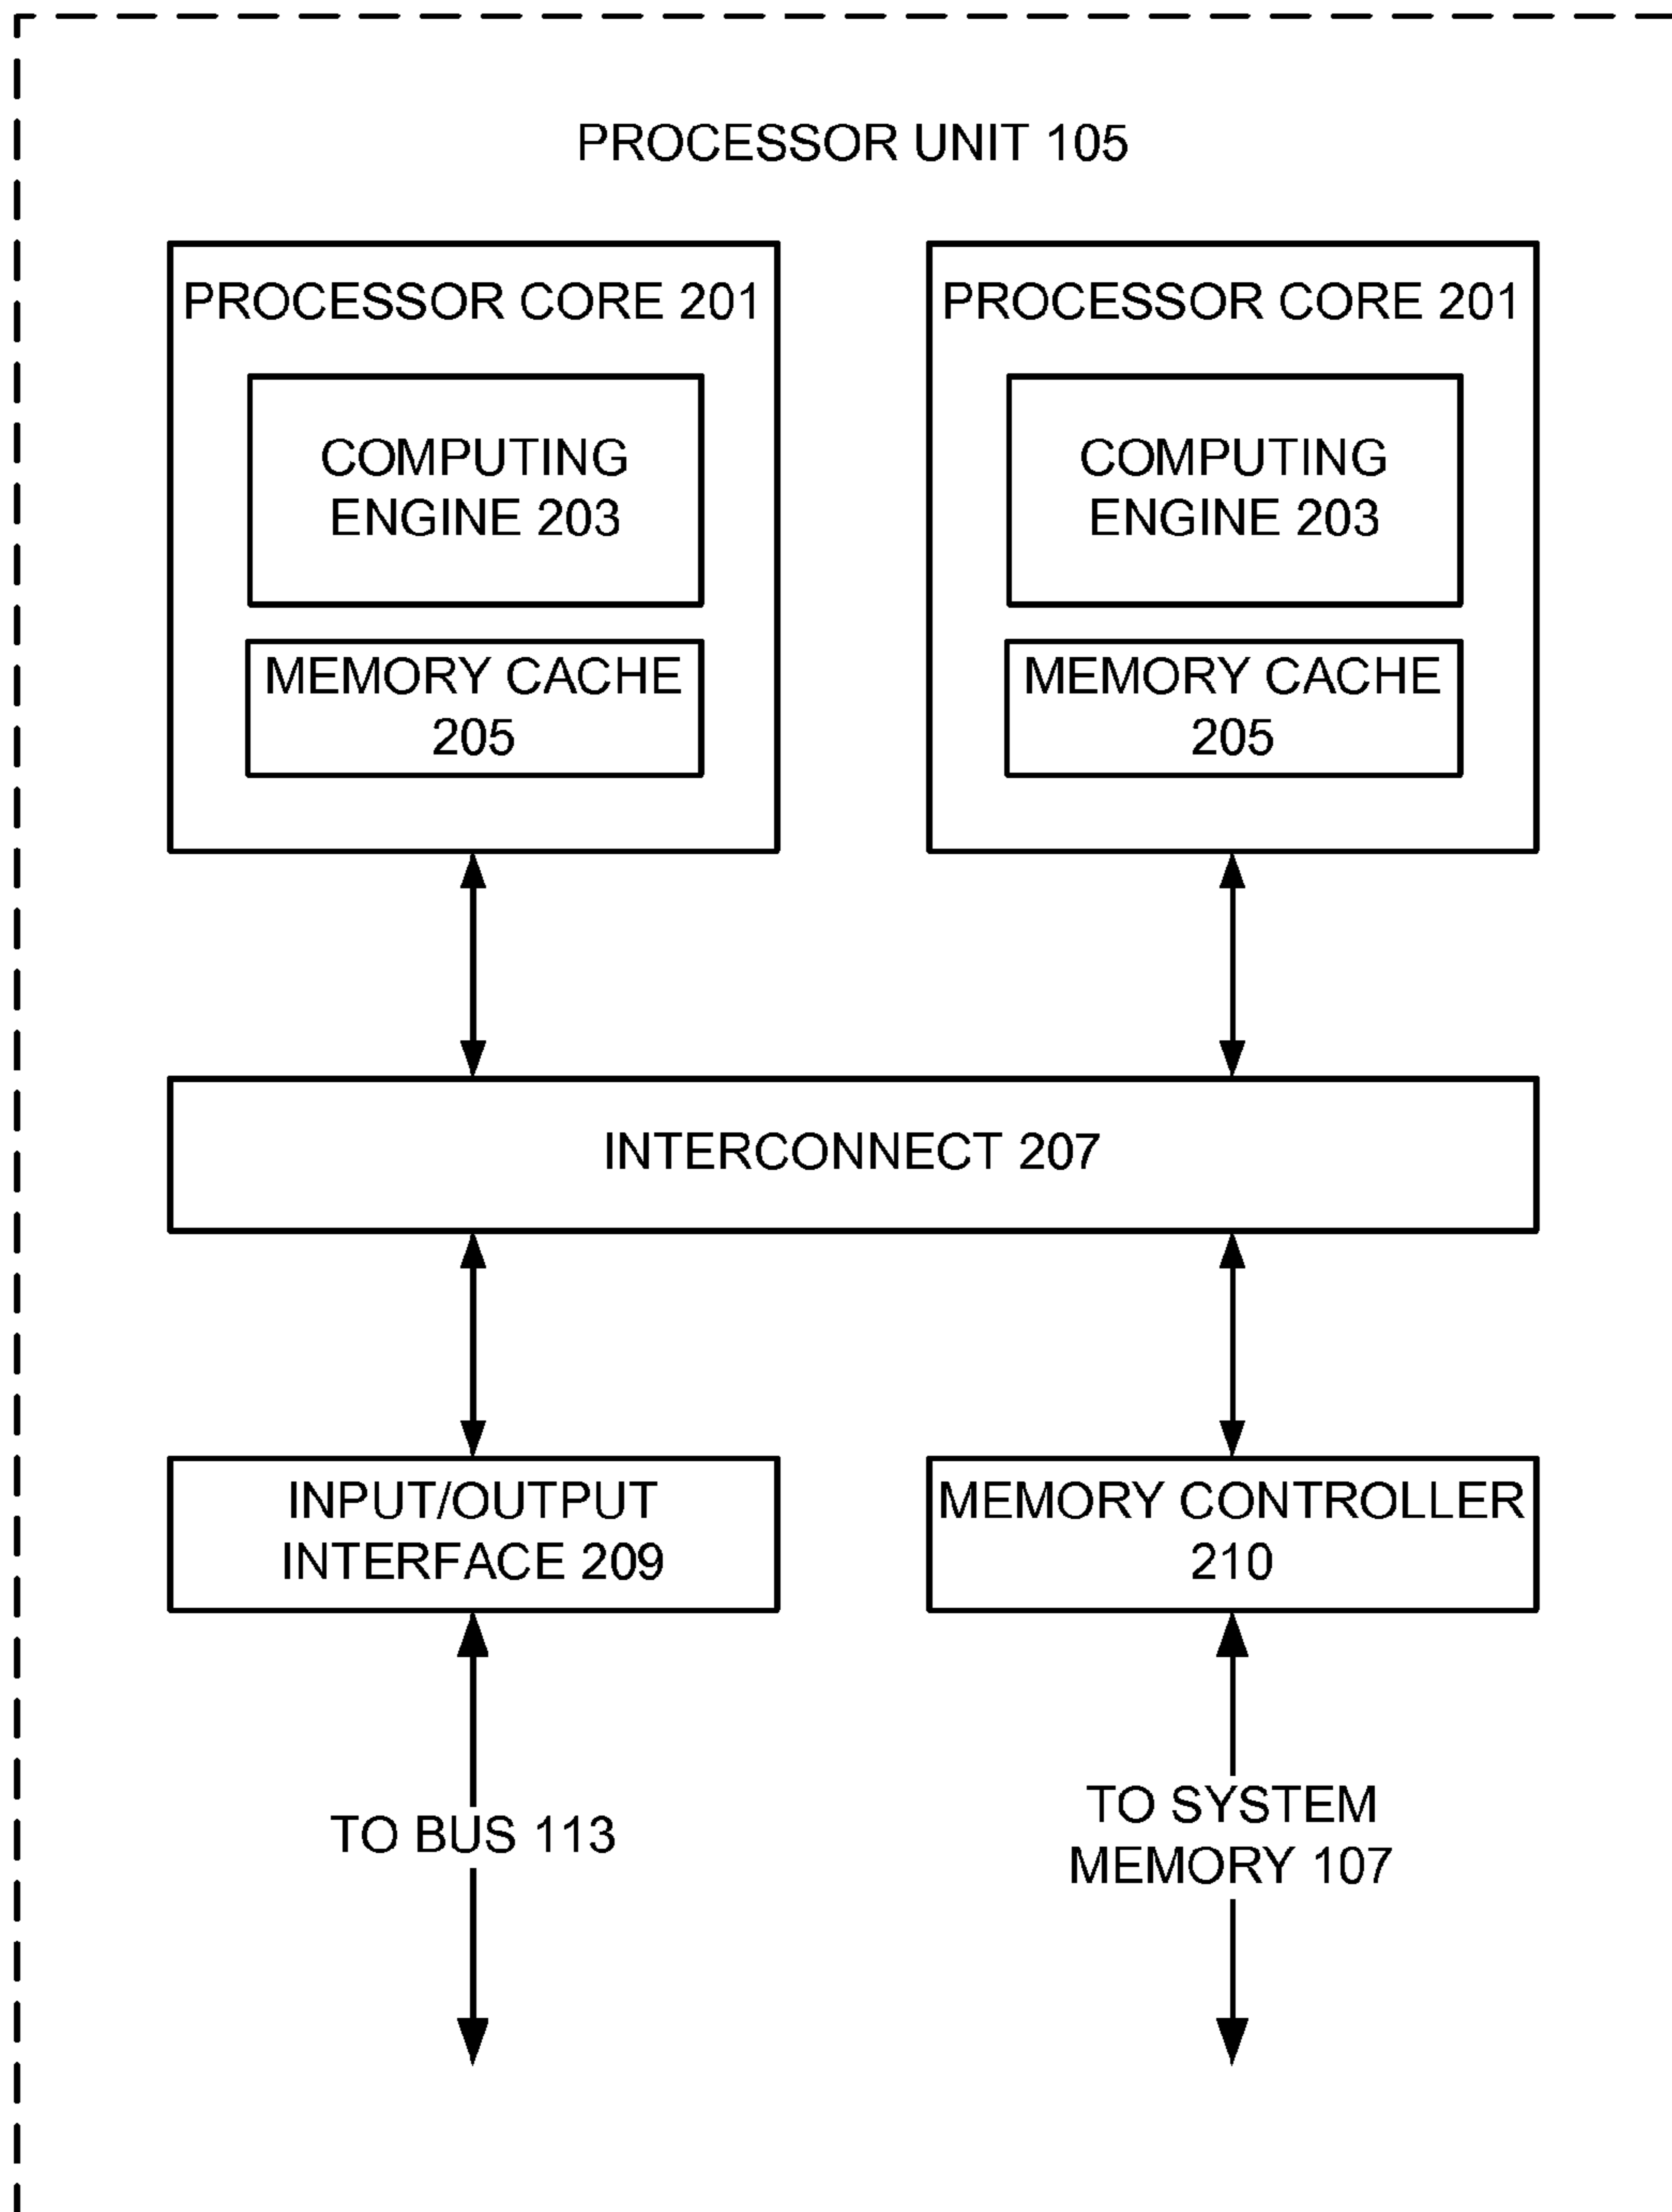 PROCESSOR UNIT 105
PROCESSOR CORE 201
COMPUTING
ENGINE 203
MEMORY CACHE
205
PROCESSOR CORE 201
COMPUTING
ENGINE 203
MEMORY CACHE
205
INTERCONNECT 207
INPUT/OUTPUT
INTERFACE 209
MEMORY CONTROLLER
210
TO BUS 113
TO SYSTEM
MEMORY 107